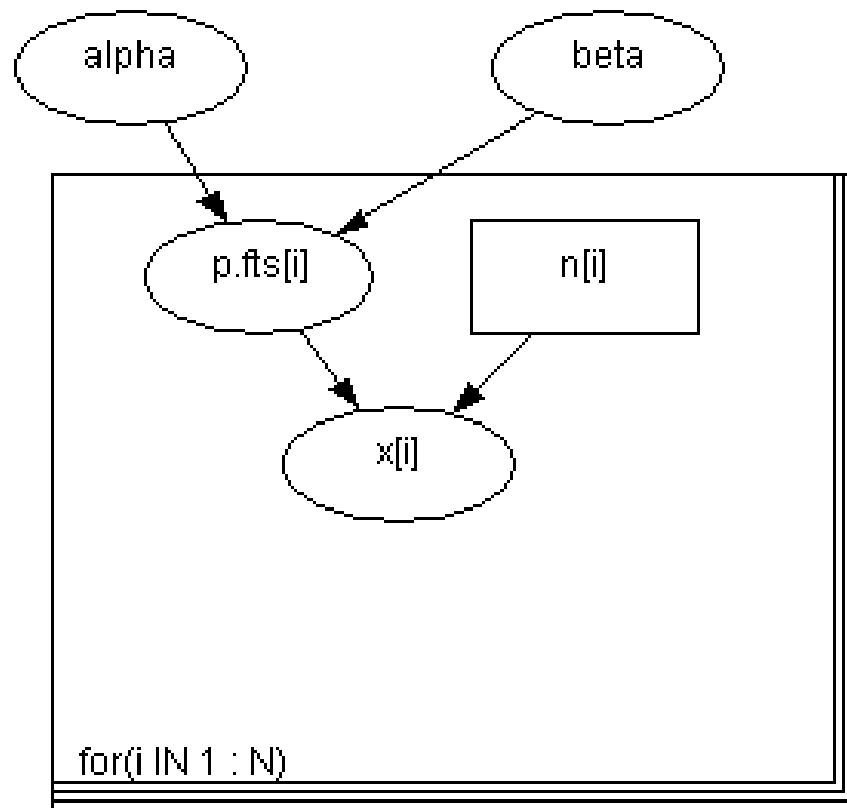 alpha
beta
p.fts[i]
n[i]
x[i]
for(i IN 1 : N)